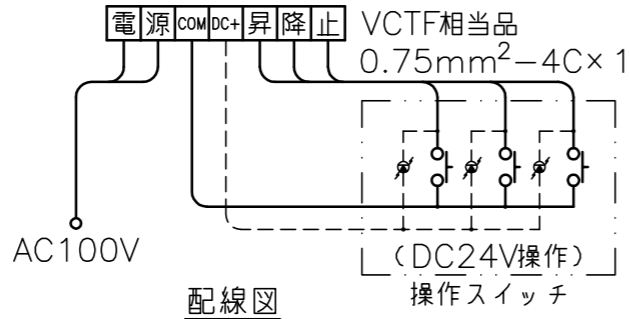 電源COMDC+昇降止
VCTF相当品
0.75mm²−4C×1
AC100V
（DC24V操作）
操作スイッチ
配線図